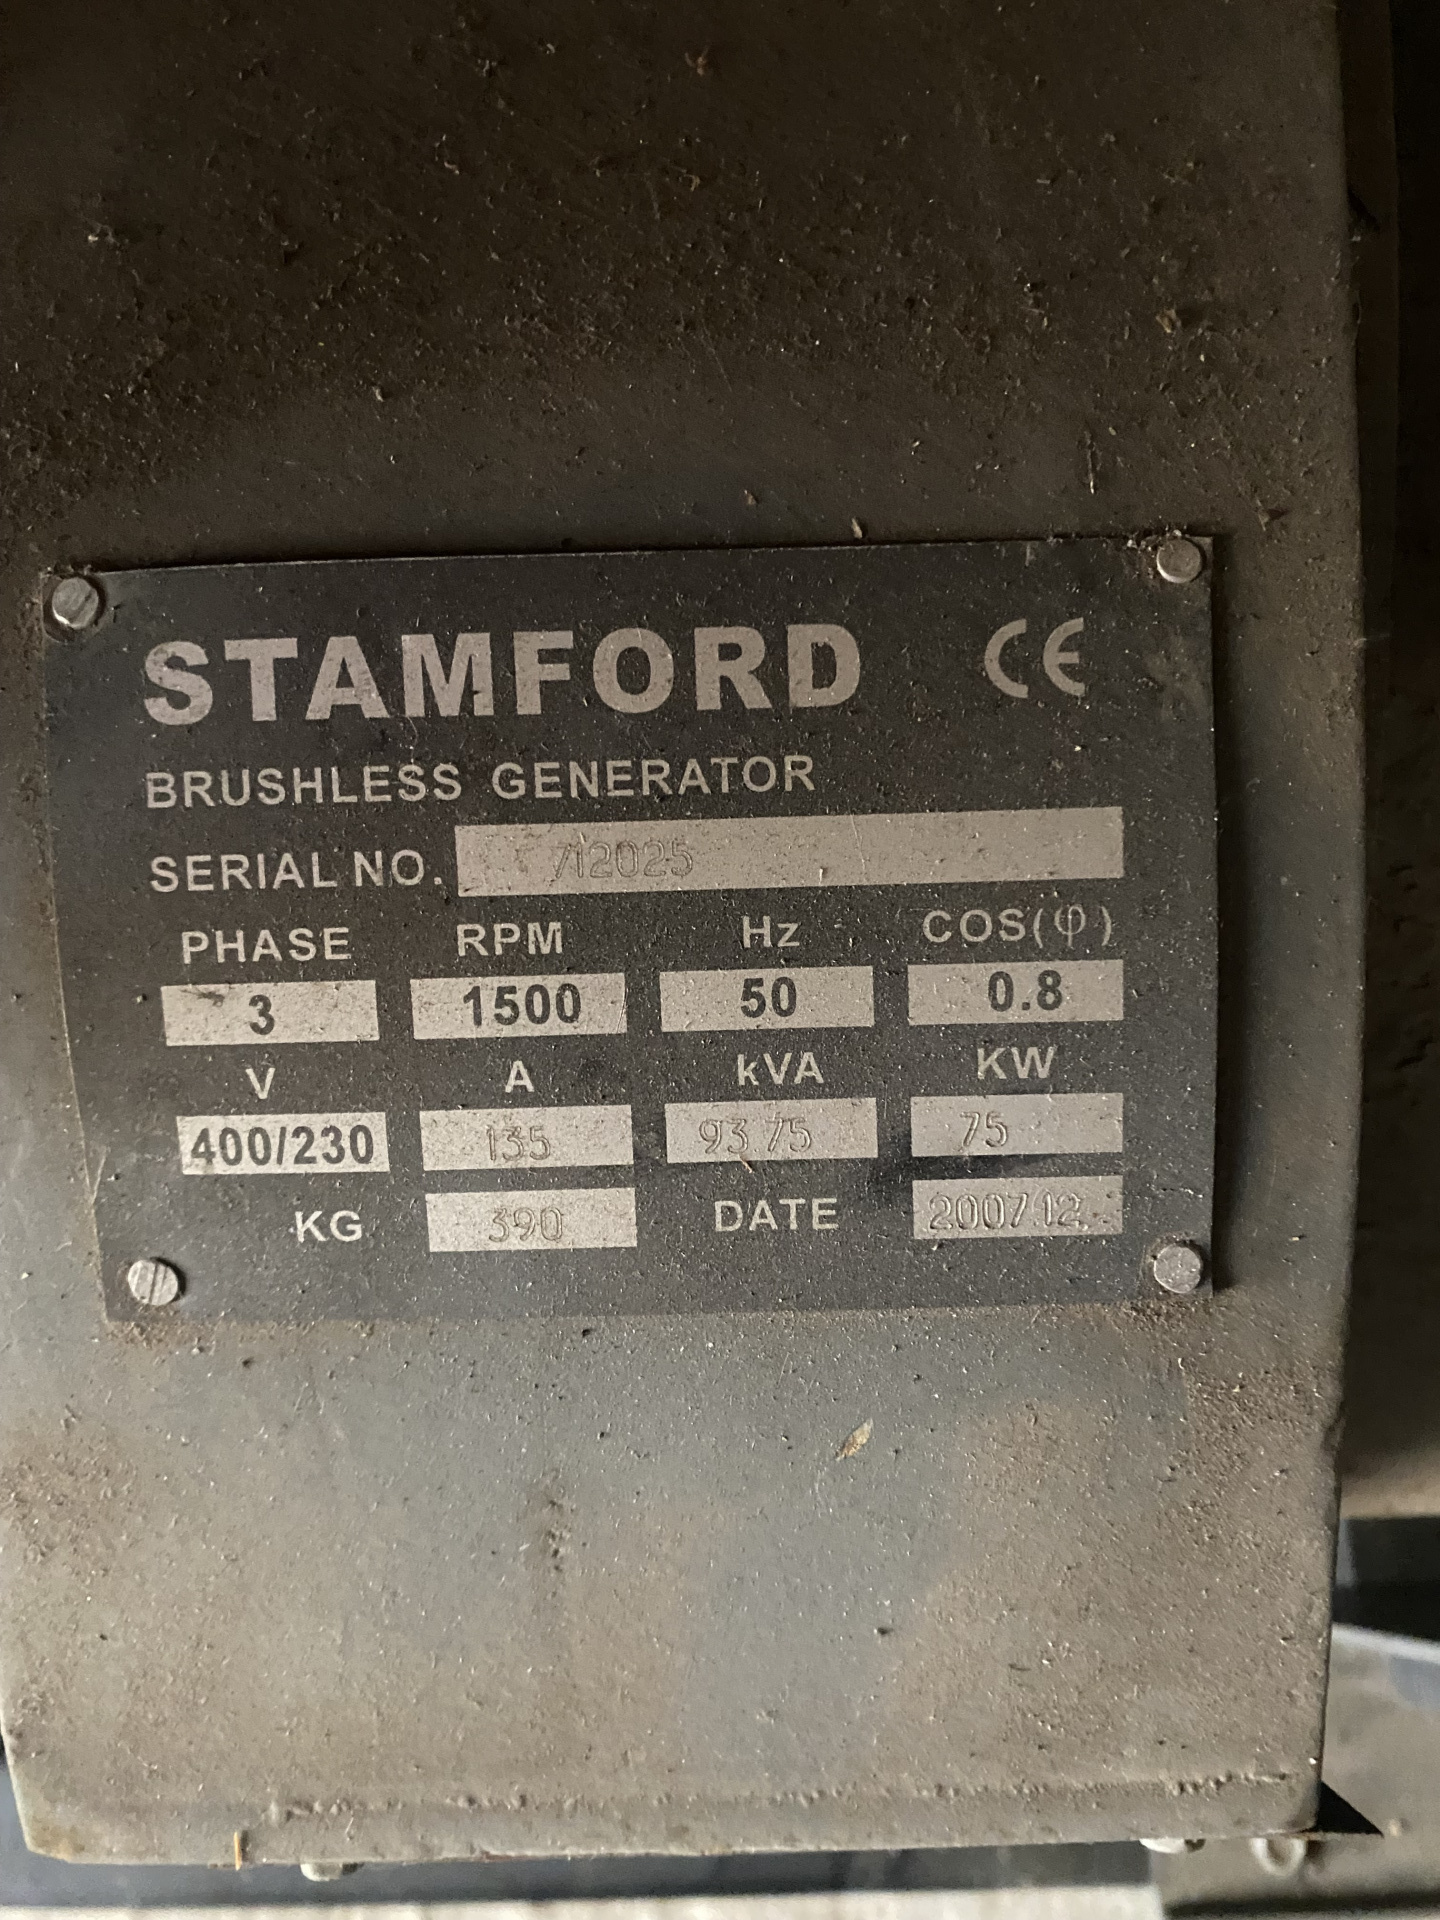 STAMFORD CE
BRUSHLESS GENERATOR
SERIAL NO. 712025
PHASE RPM Hz COS(φ)
3 1500 50 0.8
V A kVA KW
400/230 135 93.75 75
KG 390 DATE 2007.12